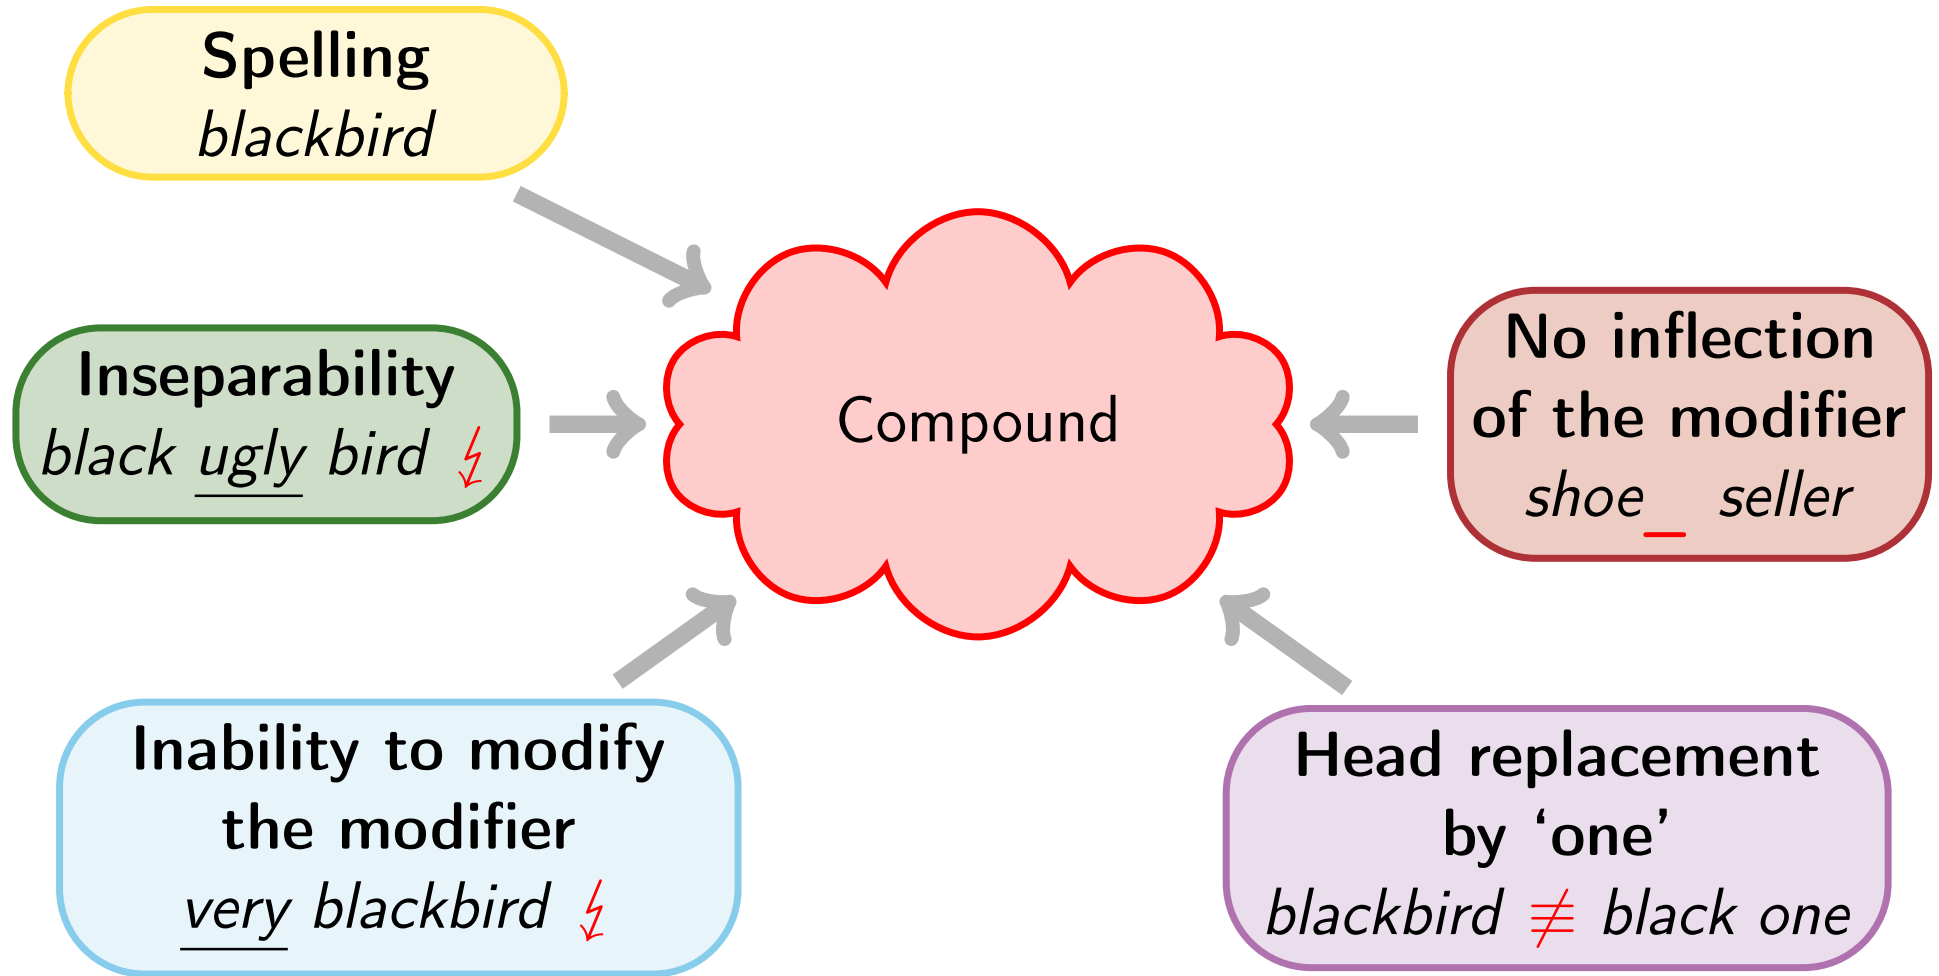 Spelling
blackbird
Inseparability
black ugly bird
Compound
No inflection
of the modifier
shoe_ seller
Inability to modify
the modifier
very blackbird
Head replacement
by ‘one’
blackbird ≢ black one